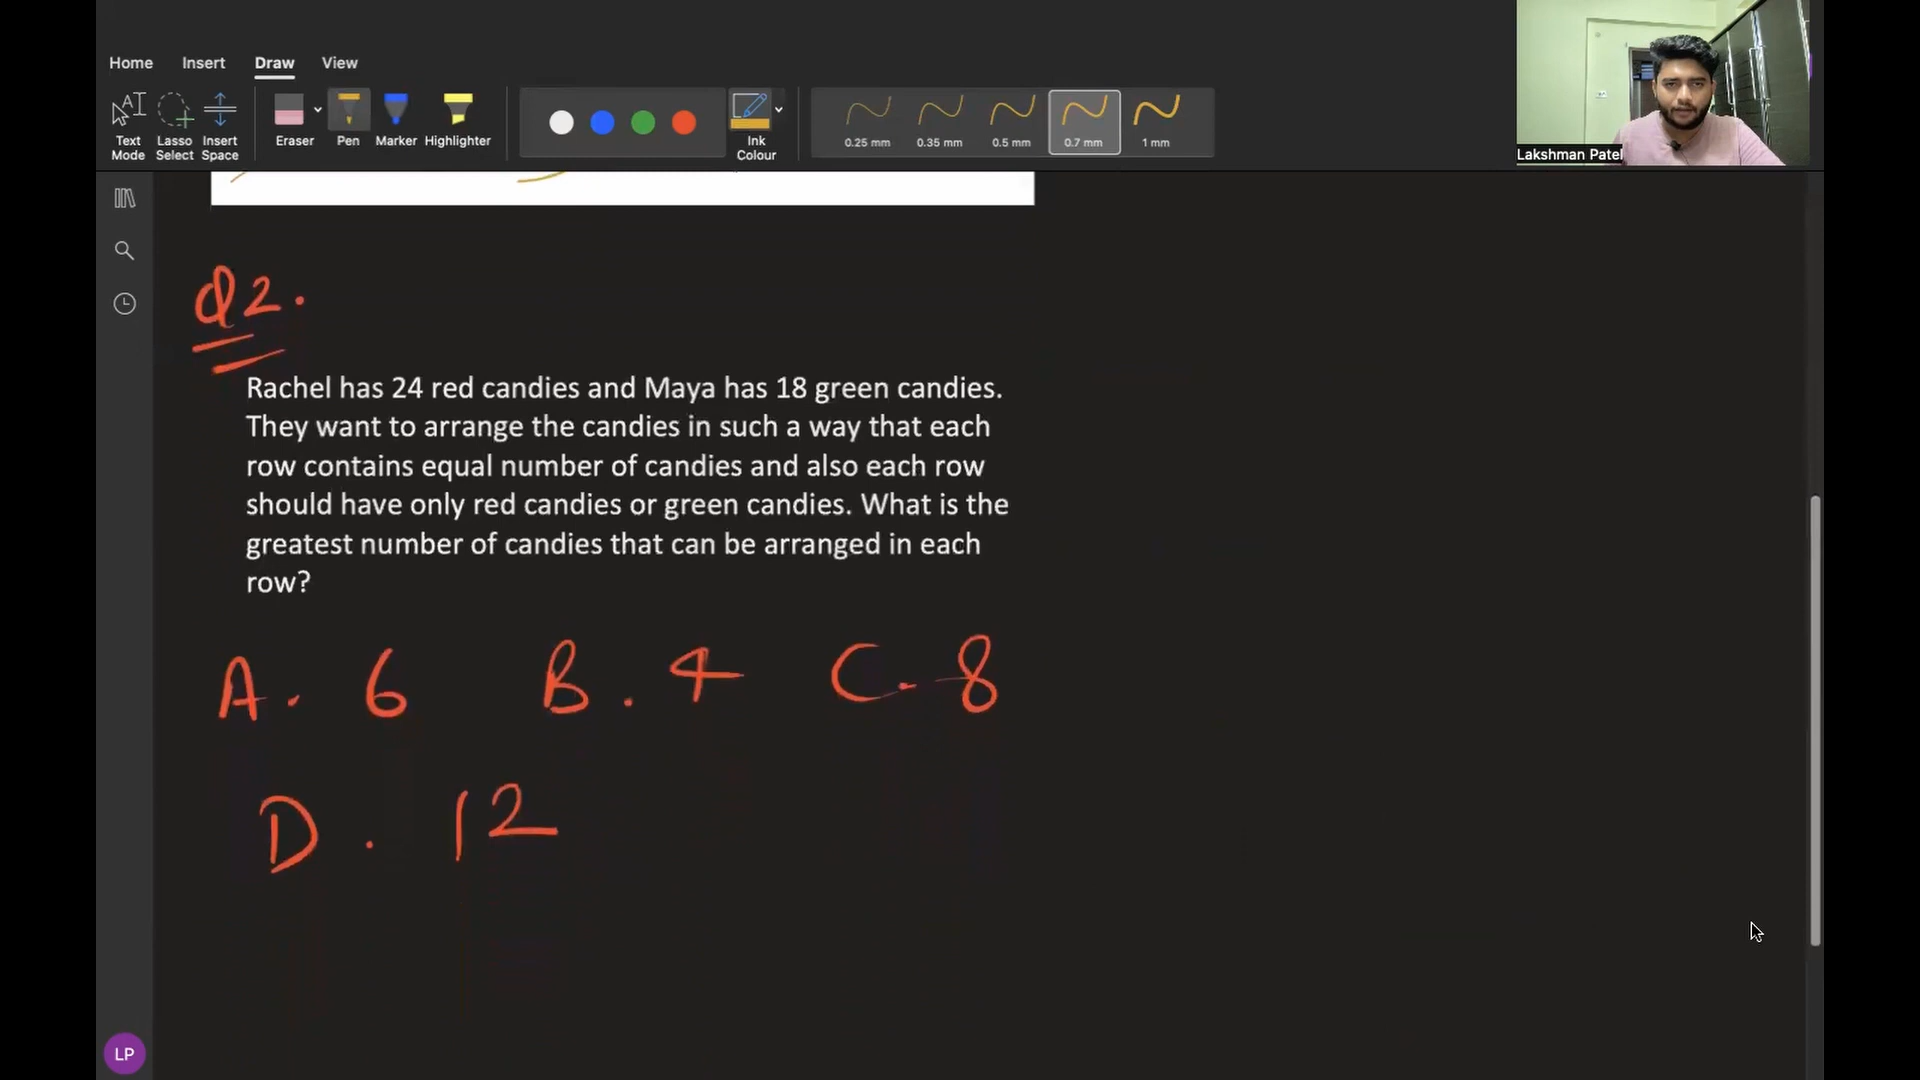 Home Insert Draw View
Text Mode
Lasso Select
Insert Space
Eraser
Pen
Marker
Highlighter
Ink Colour
0.25 mm
0.35 mm
0.5 mm
0.7 mm
1 mm
Lakshman Patel
Q2.
Rachel has 24 red candies and Maya has 18 green candies.
They want to arrange the candies in such a way that each
row contains equal number of candies and also each row
should have only red candies or green candies. What is the
greatest number of candies that can be arranged in each
row?
A. 6 B. 4 C. 8
D. 12
LP